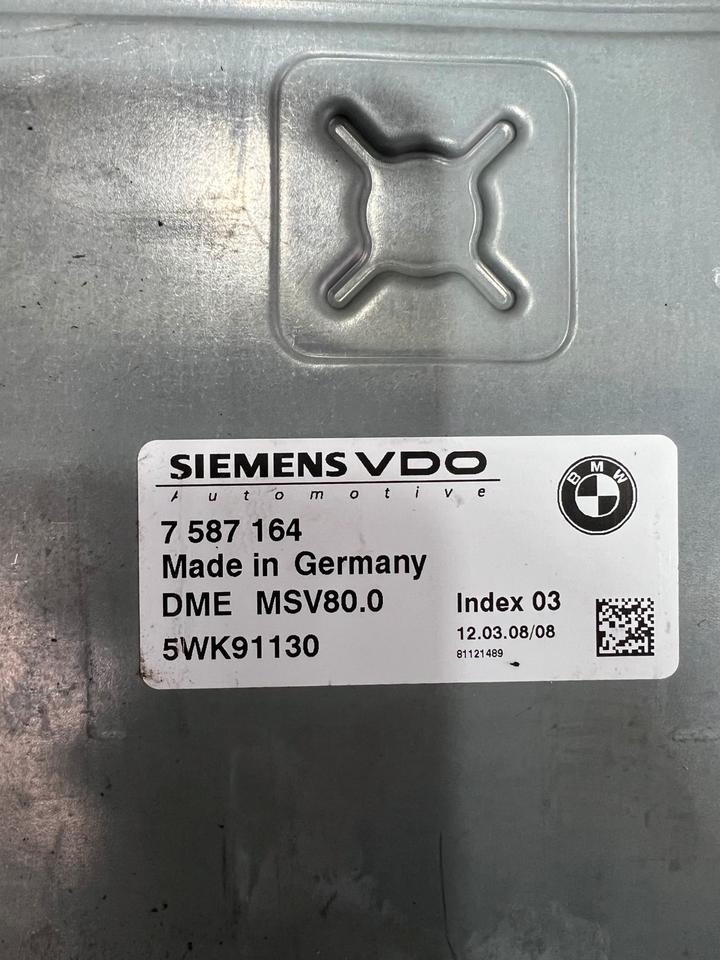 SIEMENS VDO
Automotive
BMW
7 587 164
Made in Germany
DME MSV80.0
Index 03
12.03.08/08
5WK91130
81121489